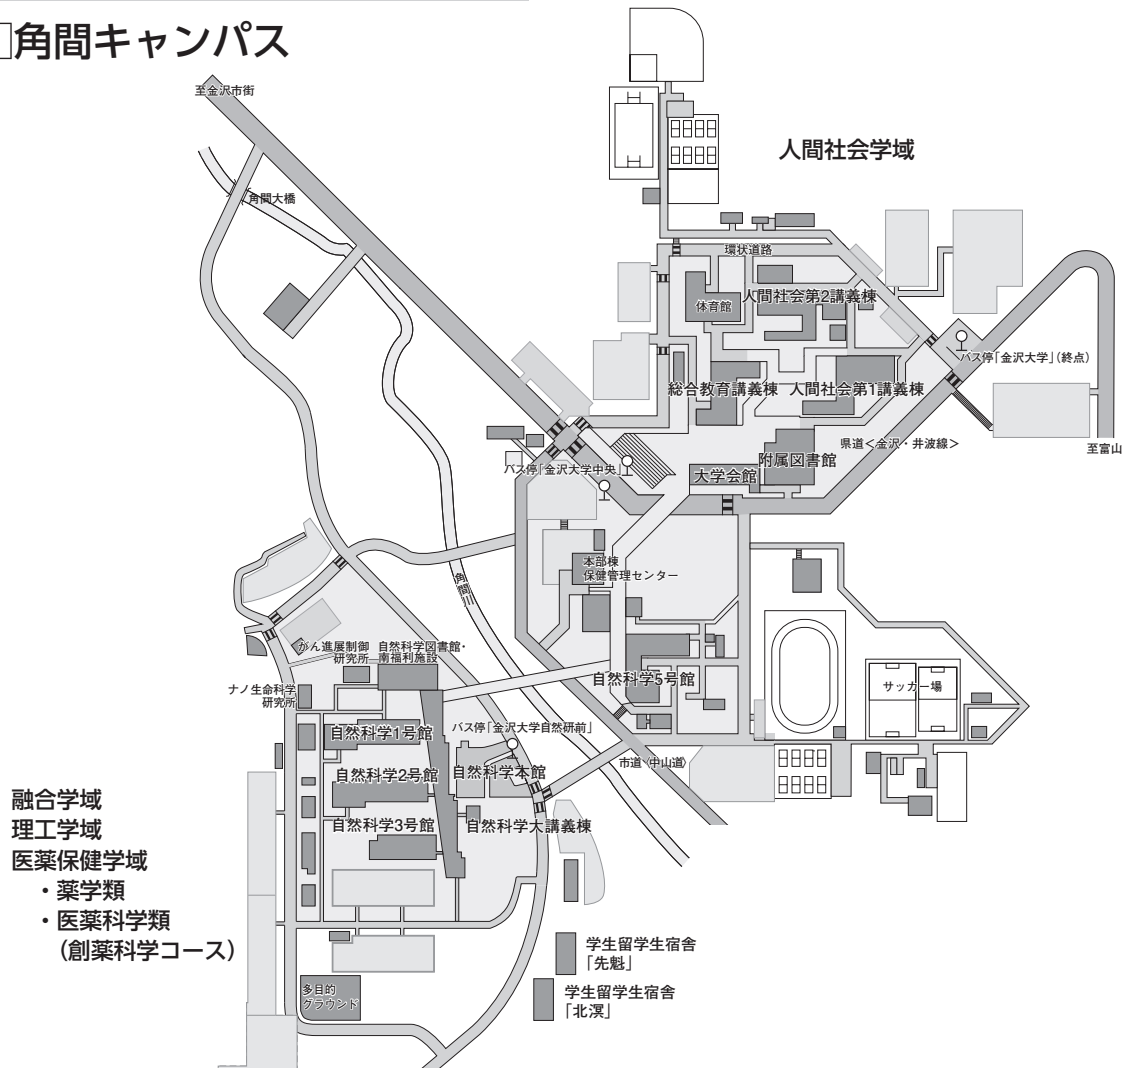 角間キャンパス
至金沢市街
人間社会学域
角間大橋
環状道路
体育館
人間社会第2講義棟
バス停「金沢大学」（終点）
総合教育講義棟
人間社会第1講義棟
県道＜金沢・井波線＞
至富山
附属図書館
大学会館
バス停「金沢大学中央」
本部棟
保健管理センター
角間川
がん進展制御
研究所
自然科学図書館・
南福利施設
ナノ生命科学
研究所
自然科学5号館
サッカー場
自然科学1号館
バス停「金沢大学自然研前」
市道（中山道）
自然科学2号館
自然科学本館
自然科学3号館
自然科学大講義棟
融合学域
理工学域
医薬保健学域
・薬学類
・医薬科学類
（創薬科学コース）
学生留学生宿舎
「先魁」
学生留学生宿舎
「北溟」
多目的
グラウンド